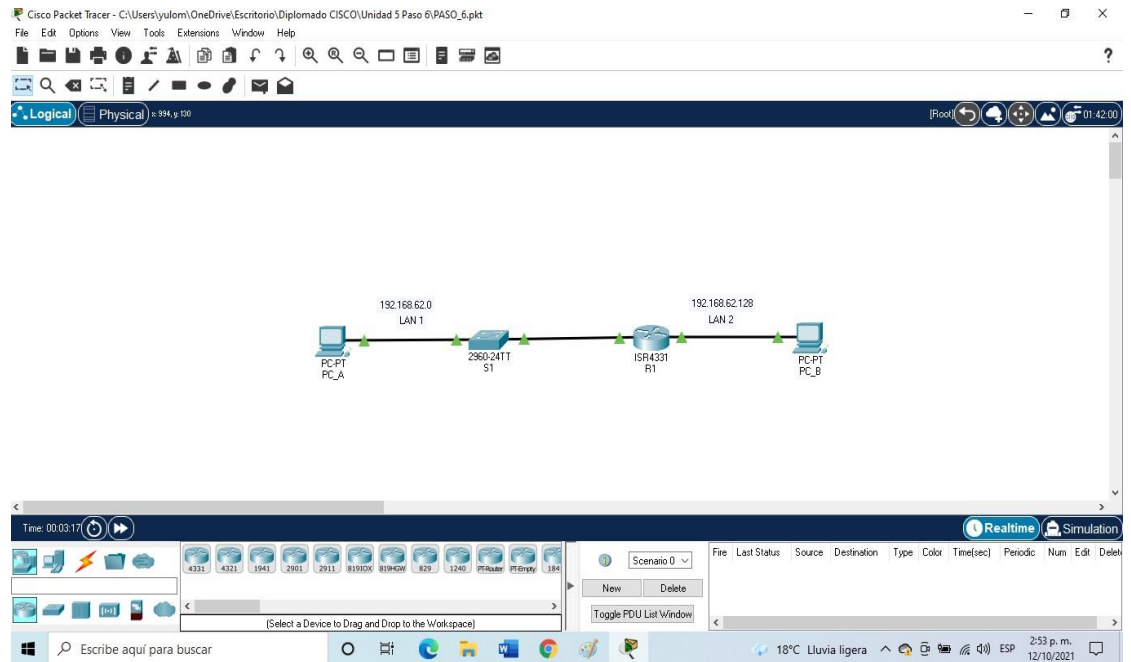 Cisco Packet Tracer - C:\Users\yulom\OneDrive\Escritorio\Diplomado CISCO\Unidad 5 Paso 6\PASO_6.pkt
File Edit Options View Tools Extensions Window Help
?
Logical Physical x: 994, y: 130 [Root] 01:42:00
192.168.62.0
LAN 1
192.168.62.128
LAN 2
PC-PT
PC_A
2960-24TT
S1
ISR4331
R1
PC-PT
PC_B
Time: 00:03:17 Realtime Simulation
4331 4321 1941 2901 2911 819IOX 819HGW 829 1240 PT-Router PT-Empty 184
(Select a Device to Drag and Drop to the Workspace)
Scenario 0
New Delete
Toggle PDU List Window
Fire Last Status Source Destination Type Color Time(sec) Periodic Num Edit Delet
Escribe aquí para buscar
18°C Lluvia ligera ESP
2:53 p. m.
12/10/2021